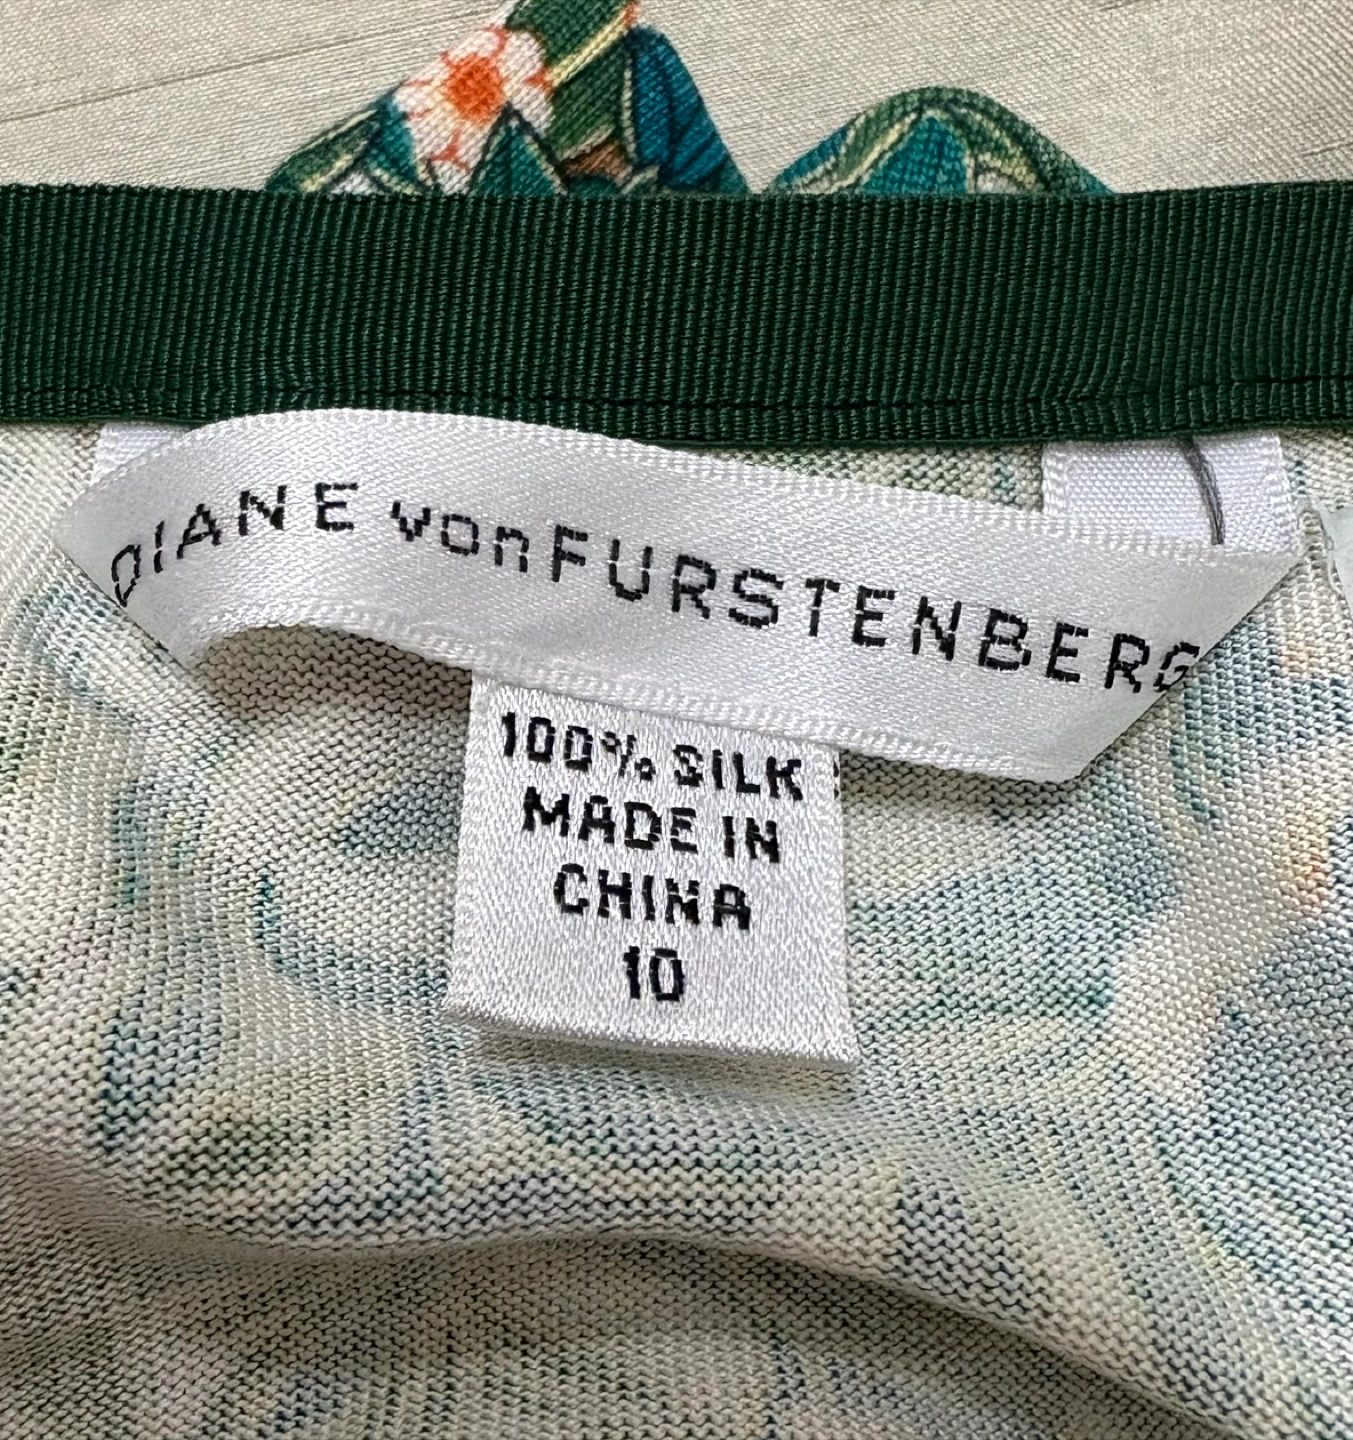 DIANE von FURSTENBERG
100% SILK
MADE IN
CHINA
10